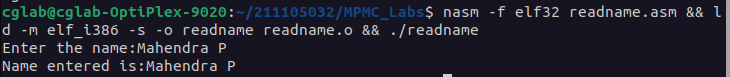 cglab@cglab-OptiPlex-9020:~/211105032/MPMC_Labs$ nasm -f elf32 readname.asm && l
d -m elf_i386 -s -o readname readname.o && ./readname
Enter the name:Mahendra P
Name entered is:Mahendra P